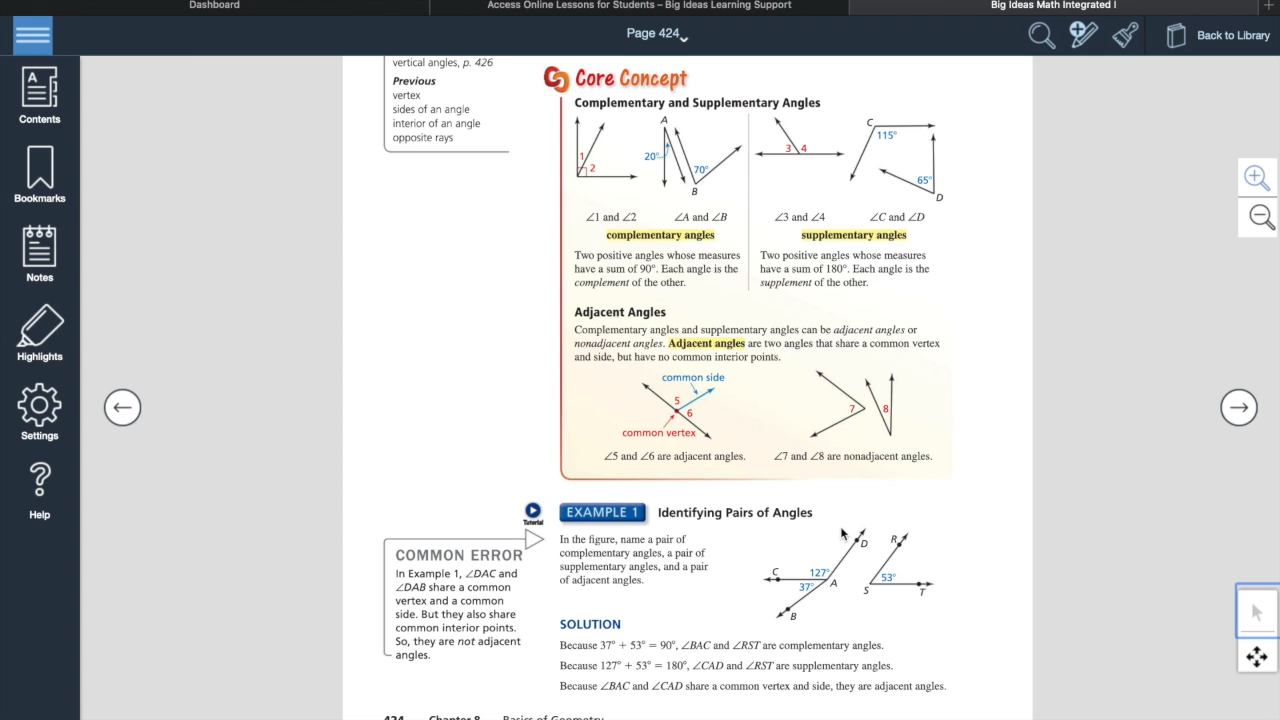 Dashboard
Access Online Lessons for Students – Big Ideas Learning Support
Big Ideas Math Integrated I
Page 424
Back to Library
Contents
Bookmarks
Notes
Highlights
Settings
Help
vertical angles, p. 426
Previous
vertex
sides of an angle
interior of an angle
opposite rays
Core Concept
Complementary and Supplementary Angles
1
2
A
20°
70°
B
3 4
C
115°
65°
D
∠1 and ∠2
∠A and ∠B
complementary angles
Two positive angles whose measures
have a sum of 90°. Each angle is the
complement of the other.
∠3 and ∠4
∠C and ∠D
supplementary angles
Two positive angles whose measures
have a sum of 180°. Each angle is the
supplement of the other.
Adjacent Angles
Complementary angles and supplementary angles can be adjacent angles or
nonadjacent angles. Adjacent angles are two angles that share a common vertex
and side, but have no common interior points.
common side
5
6
common vertex
7
8
∠5 and ∠6 are adjacent angles.
∠7 and ∠8 are nonadjacent angles.
Tutorial
EXAMPLE 1 Identifying Pairs of Angles
In the figure, name a pair of
complementary angles, a pair of
supplementary angles, and a pair
of adjacent angles.
D
C
127°
37°
A
B
R
53°
S
T
COMMON ERROR
In Example 1, ∠DAC and
∠DAB share a common
vertex and a common
side. But they also share
common interior points.
So, they are not adjacent
angles.
SOLUTION
Because 37° + 53° = 90°, ∠BAC and ∠RST are complementary angles.
Because 127° + 53° = 180°, ∠CAD and ∠RST are supplementary angles.
Because ∠BAC and ∠CAD share a common vertex and side, they are adjacent angles.
424 Chapter 8 Basics of Geometry